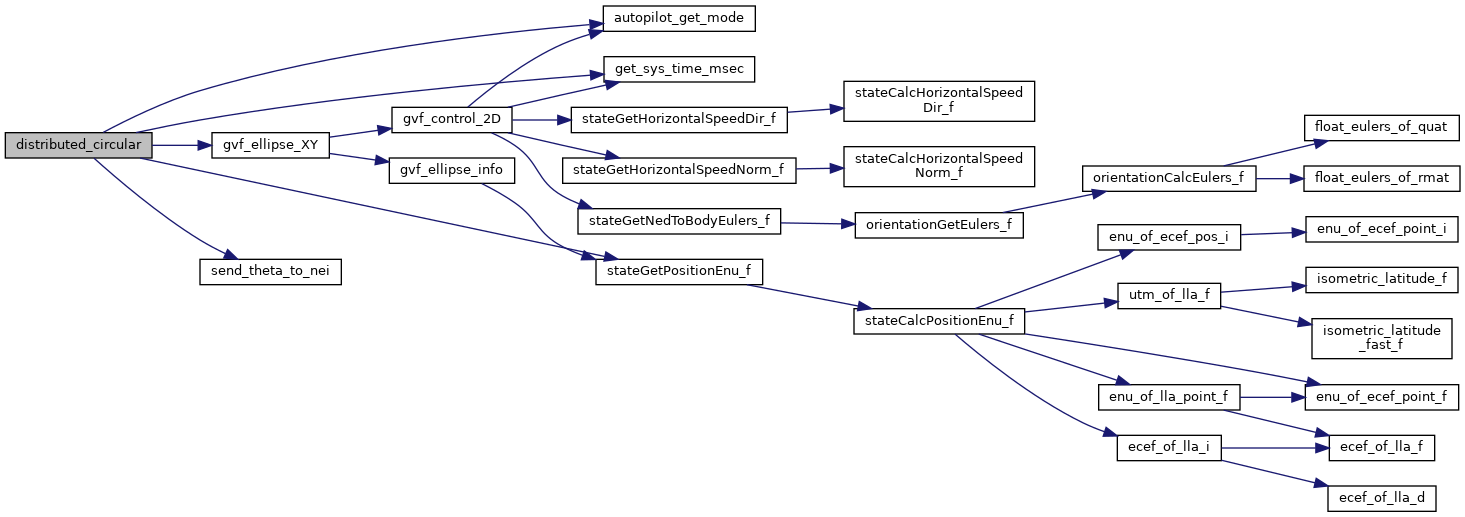 distributed_circular
autopilot_get_mode
get_sys_time_msec
gvf_ellipse_XY
gvf_control_2D
gvf_ellipse_info
send_theta_to_nei
stateGetHorizontalSpeedDir_f
stateGetHorizontalSpeedNorm_f
stateGetNedToBodyEulers_f
stateGetPositionEnu_f
stateCalcHorizontalSpeed
Dir_f
stateCalcHorizontalSpeed
Norm_f
orientationGetEulers_f
stateCalcPositionEnu_f
orientationCalcEulers_f
enu_of_ecef_pos_i
utm_of_lla_f
enu_of_lla_point_f
ecef_of_lla_i
float_eulers_of_quat
float_eulers_of_rmat
enu_of_ecef_point_i
isometric_latitude_f
isometric_latitude
_fast_f
enu_of_ecef_point_f
ecef_of_lla_f
ecef_of_lla_d